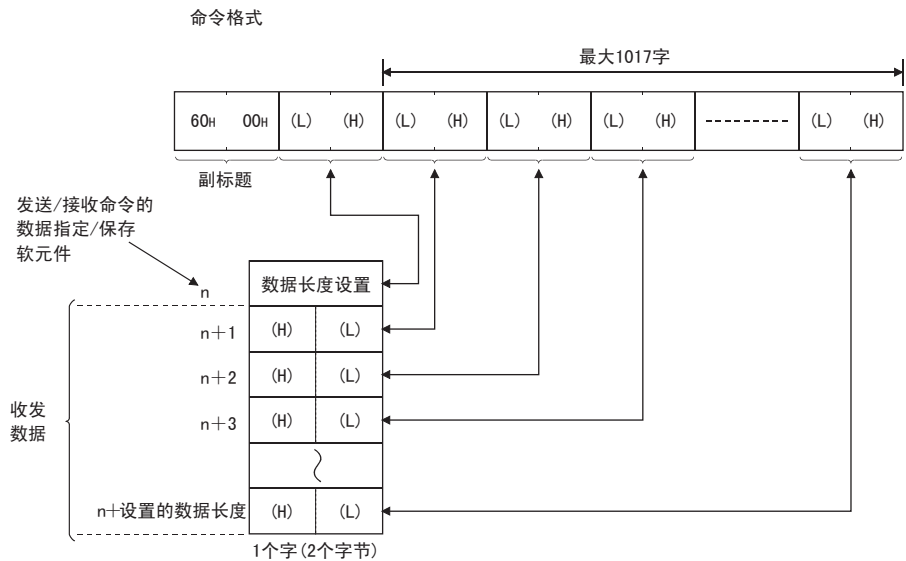 命令格式
最大1017字
60H 00H (L) (H) (L) (H) (L) (H) (L) (H) (L) (H)
副标题
发送/接收命令的
数据指定/保存
软元件
n 数据长度设置
n+1 (H) (L)
n+2 (H) (L)
n+3 (H) (L)
收发
数据
n+设置的数据长度 (H) (L)
1个字(2个字节)